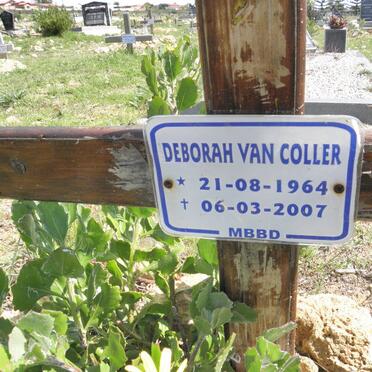 DEBORAH VAN COLLER
* 21-08-1964
† 06-03-2007
MBBD